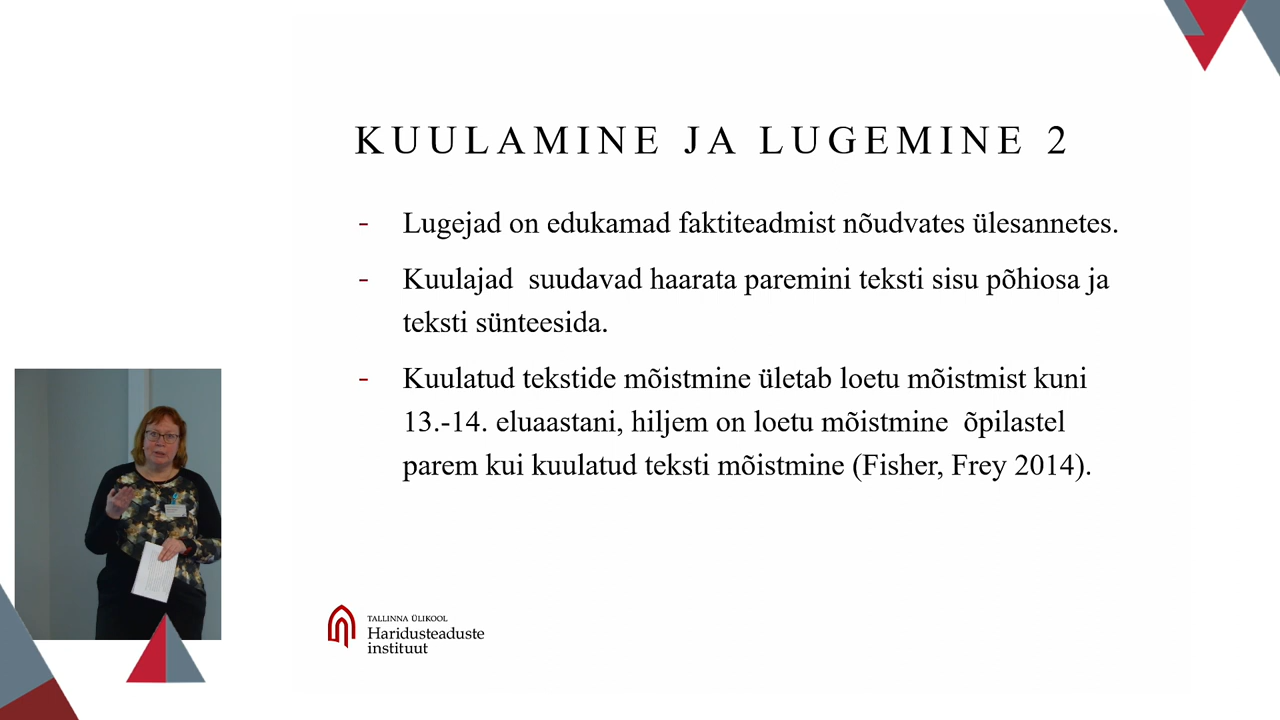 KUULAMINE JA LUGEMINE 2
- Lugejad on edukamad faktiteadmist nõudvates ülesannetes.
- Kuulajad suudavad haarata paremini teksti sisu põhiosa ja
teksti sünteesida.
- Kuulatud tekstide mõistmine ületab loetu mõistmist kuni
13.-14. eluaastani, hiljem on loetu mõistmine õpilastel
parem kui kuulatud teksti mõistmine (Fisher, Frey 2014).
TALLINNA ÜLIKOOL
Haridusteaduste
instituut